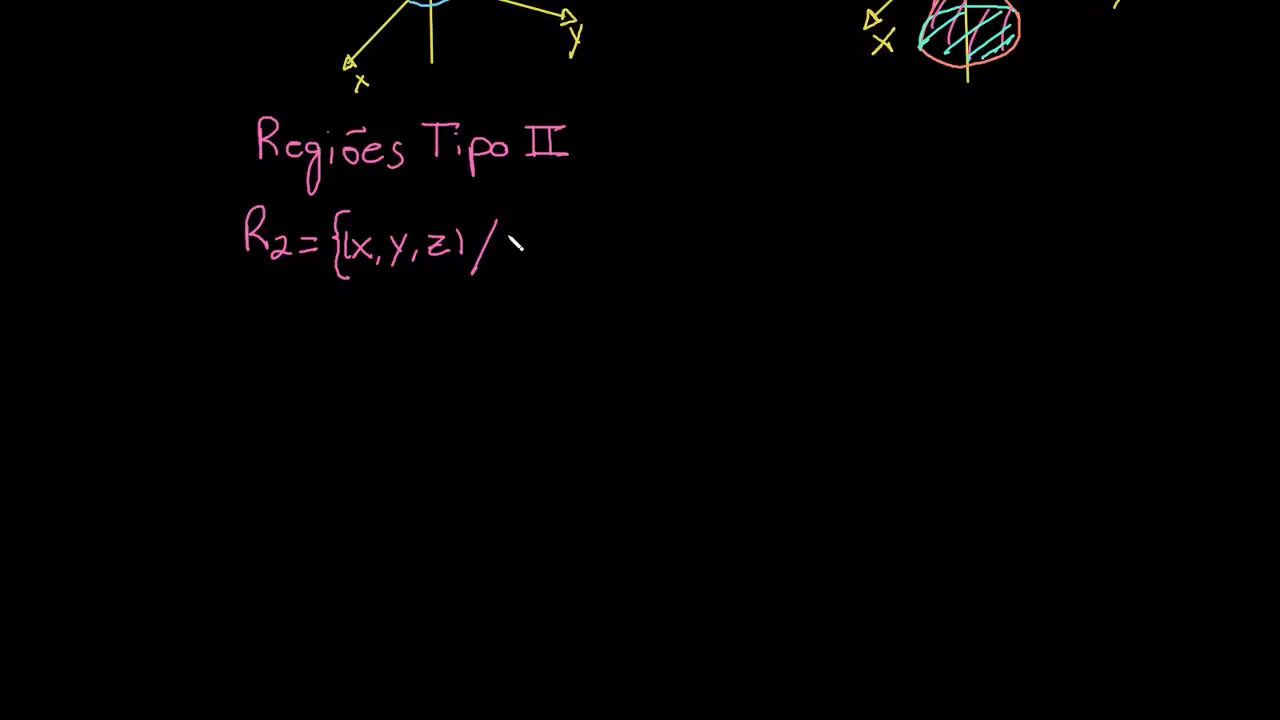 y
x
x
Regiões Tipo II
R₂ = {(x, y, z) /